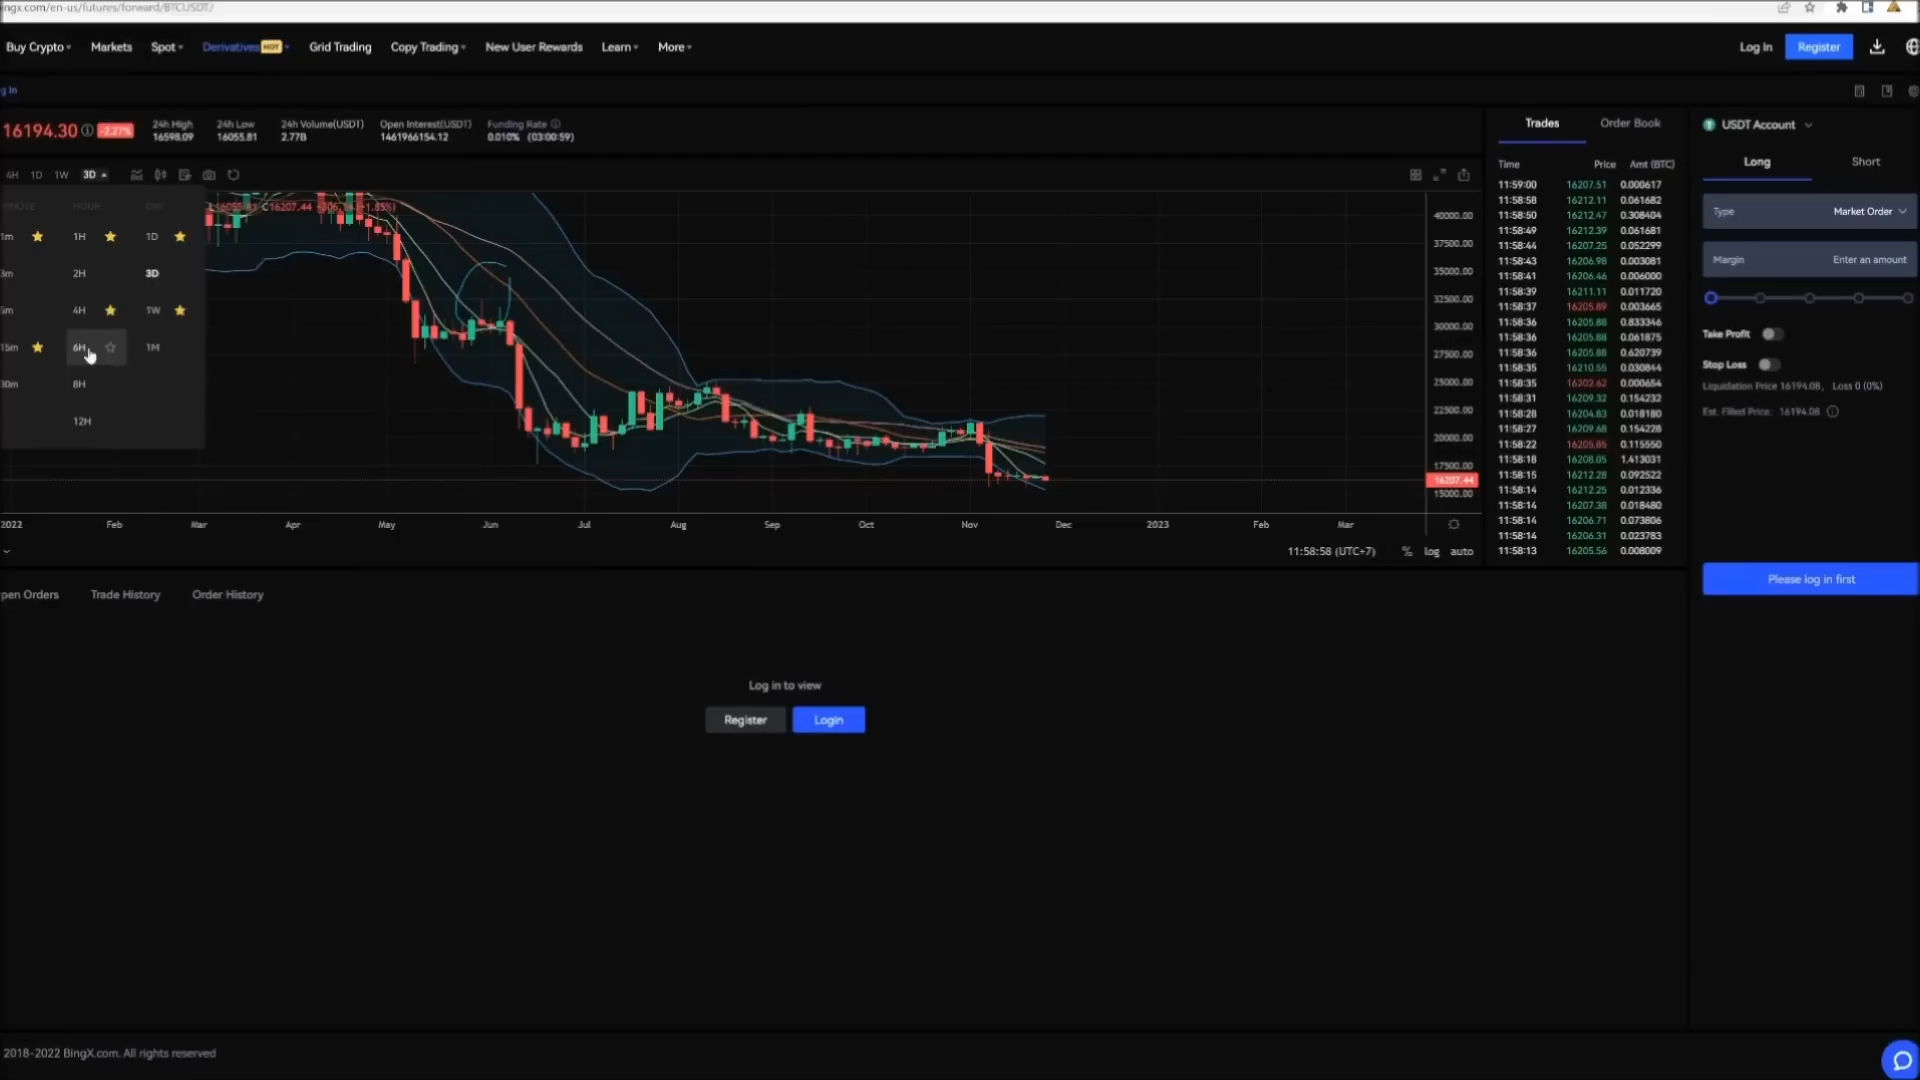 ngx.com/en-us/futures/forward/BTCUSDT/
Buy Crypto Markets Spot Derivatives HOT Grid Trading Copy Trading New User Rewards Learn More Log In Register
g In
16194.30 -2.27%
24h High 24h Low 24h Volume(USDT) Open Interest(USDT) Funding Rate
16598.09 16055.81 2.77B 1461966154.12 0.010% (03:00:59)
4H 1D 1W 3D
HOUR
1m 1H 1D
3m 2H 3D
5m 4H 1W
15m 6H 1M
30m 8H
12H
C16207.44
40000.00
37500.00
35000.00
32500.00
30000.00
27500.00
25000.00
22500.00
20000.00
17500.00
16207.44
15000.00
2022 Feb Mar Apr May Jun Jul Aug Sep Oct Nov Dec 2023 Feb Mar
11:58:58 (UTC+7) % log auto
Trades Order Book
Time Price Amt (BTC)
11:59:00 16207.51 0.000617
11:58:58 16212.11 0.061682
11:58:50 16212.47 0.308404
11:58:49 16212.39 0.061681
11:58:44 16207.25 0.052299
11:58:43 16206.98 0.003081
11:58:41 16206.46 0.006000
11:58:39 16211.11 0.011720
11:58:37 16205.89 0.003665
11:58:36 16205.88 0.833346
11:58:36 16205.88 0.061875
11:58:36 16205.88 0.620739
11:58:35 16210.55 0.030844
11:58:35 16202.62 0.000654
11:58:31 16209.32 0.154232
11:58:28 16204.83 0.018180
11:58:27 16209.68 0.154228
11:58:22 16205.85 0.115550
11:58:18 16208.05 1.413031
11:58:15 16212.28 0.092522
11:58:14 16212.25 0.012336
11:58:14 16207.38 0.018480
11:58:14 16206.71 0.073806
11:58:14 16206.31 0.023783
11:58:13 16205.56 0.008009
USDT Account
Long Short
Type Market Order
Margin Enter an amount
Take Profit
Stop Loss
Liquidation Price 16194.08, Loss 0 (0%)
Est. Filled Price: 16194.08
Please log in first
pen Orders Trade History Order History
Log in to view
Register Login
2018-2022 BingX.com. All rights reserved